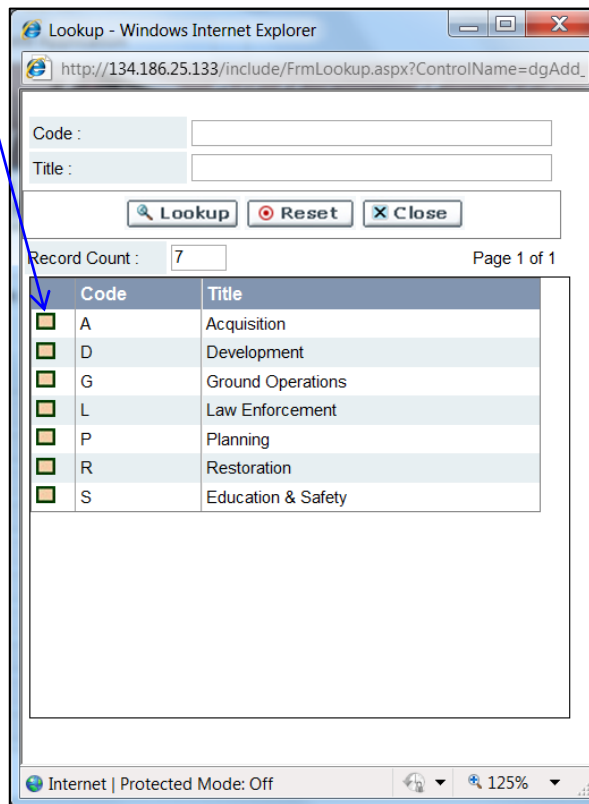 Lookup - Windows Internet Explorer
http://134.186.25.133/include/FrmLookup.aspx?ControlName=dgAdd_
Code :
Title :
Lookup Reset Close
Record Count : 7 Page 1 of 1
Code Title
A Acquisition
D Development
G Ground Operations
L Law Enforcement
P Planning
R Restoration
S Education & Safety
Internet | Protected Mode: Off 125%